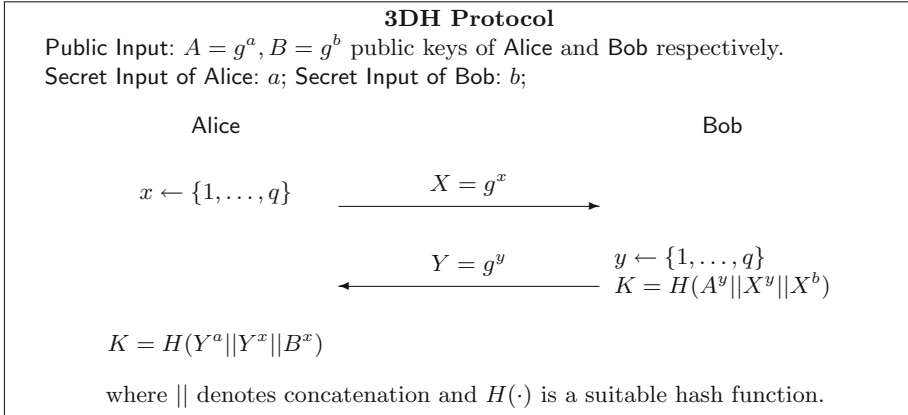 3DH Protocol
Public Input: A = g^a, B = g^b public keys of Alice and Bob respectively.
Secret Input of Alice: a; Secret Input of Bob: b;
Alice Bob
x ← {1, . . . , q} X = g^x
Y = g^y y ← {1, . . . , q}
K = H(A^y||X^y||X^b)
K = H(Y^a||Y^x||B^x)
where || denotes concatenation and H(·) is a suitable hash function.